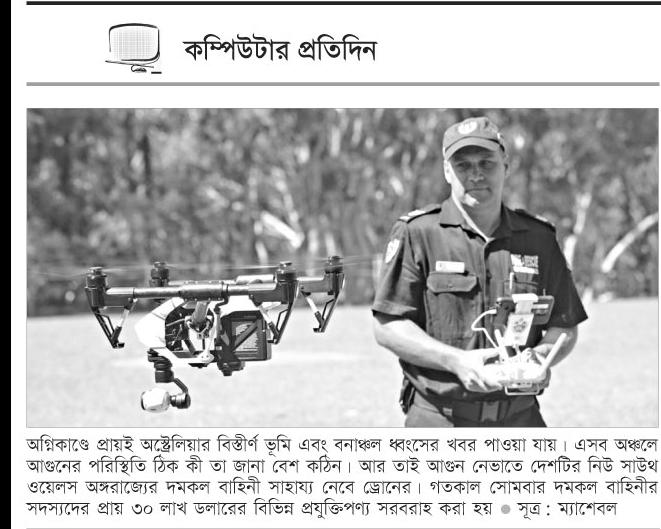 কম্পিউটার প্রতিদিন
অগ্নিকাণ্ডে প্রায়ই অস্ট্রেলিয়ার বিস্তীর্ণ ভূমি এবং বনাঞ্চল ধ্বংসের খবর পাওয়া যায়। এসব অঞ্চলে
আগুনের পরিস্থিতি ঠিক কী তা জানা বেশ কঠিন। আর তাই আগুন নেভাতে দেশটির নিউ সাউথ
ওয়েলস অঙ্গরাজ্যের দমকল বাহিনী সাহায্য নেবে ড্রোনের। গতকাল সোমবার দমকল বাহিনীর
সদস্যদের প্রায় ৩০ লাখ ডলারের বিভিন্ন প্রযুক্তিপণ্য সরবরাহ করা হয় ● সূত্র : ম্যাশেবল